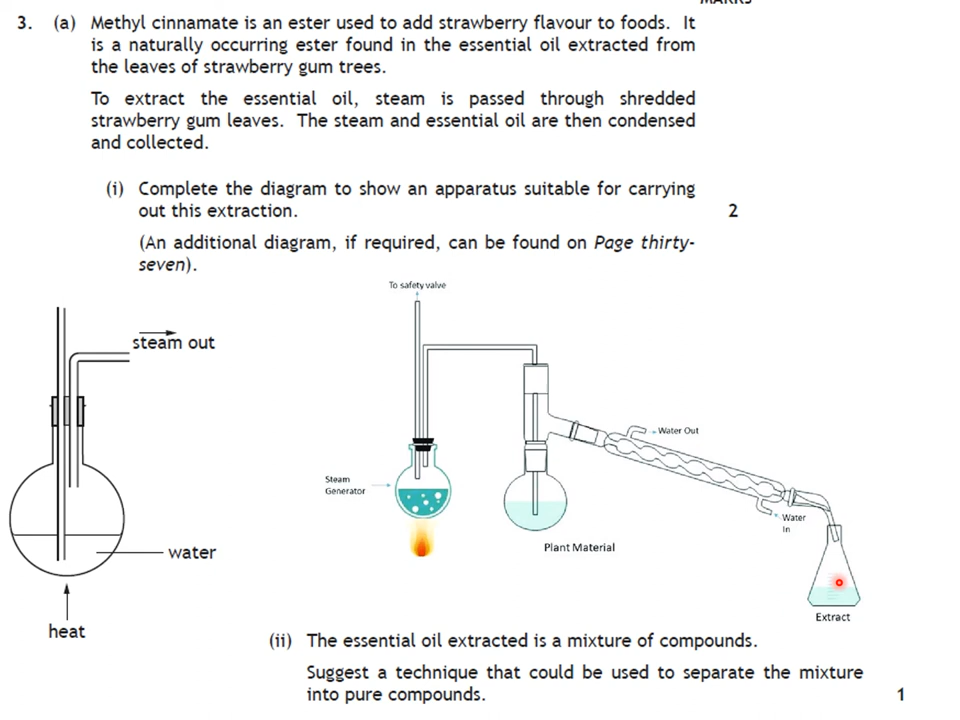 MARKS
3. (a) Methyl cinnamate is an ester used to add strawberry flavour to foods. It
is a naturally occurring ester found in the essential oil extracted from
the leaves of strawberry gum trees.
To extract the essential oil, steam is passed through shredded
strawberry gum leaves. The steam and essential oil are then condensed
and collected.
(i) Complete the diagram to show an apparatus suitable for carrying
out this extraction. 2
(An additional diagram, if required, can be found on Page thirty-
seven).
To safety valve
steam out
Water Out
Steam
Generator
Water
In
Plant Material
water
heat
Extract
(ii) The essential oil extracted is a mixture of compounds.
Suggest a technique that could be used to separate the mixture
into pure compounds. 1